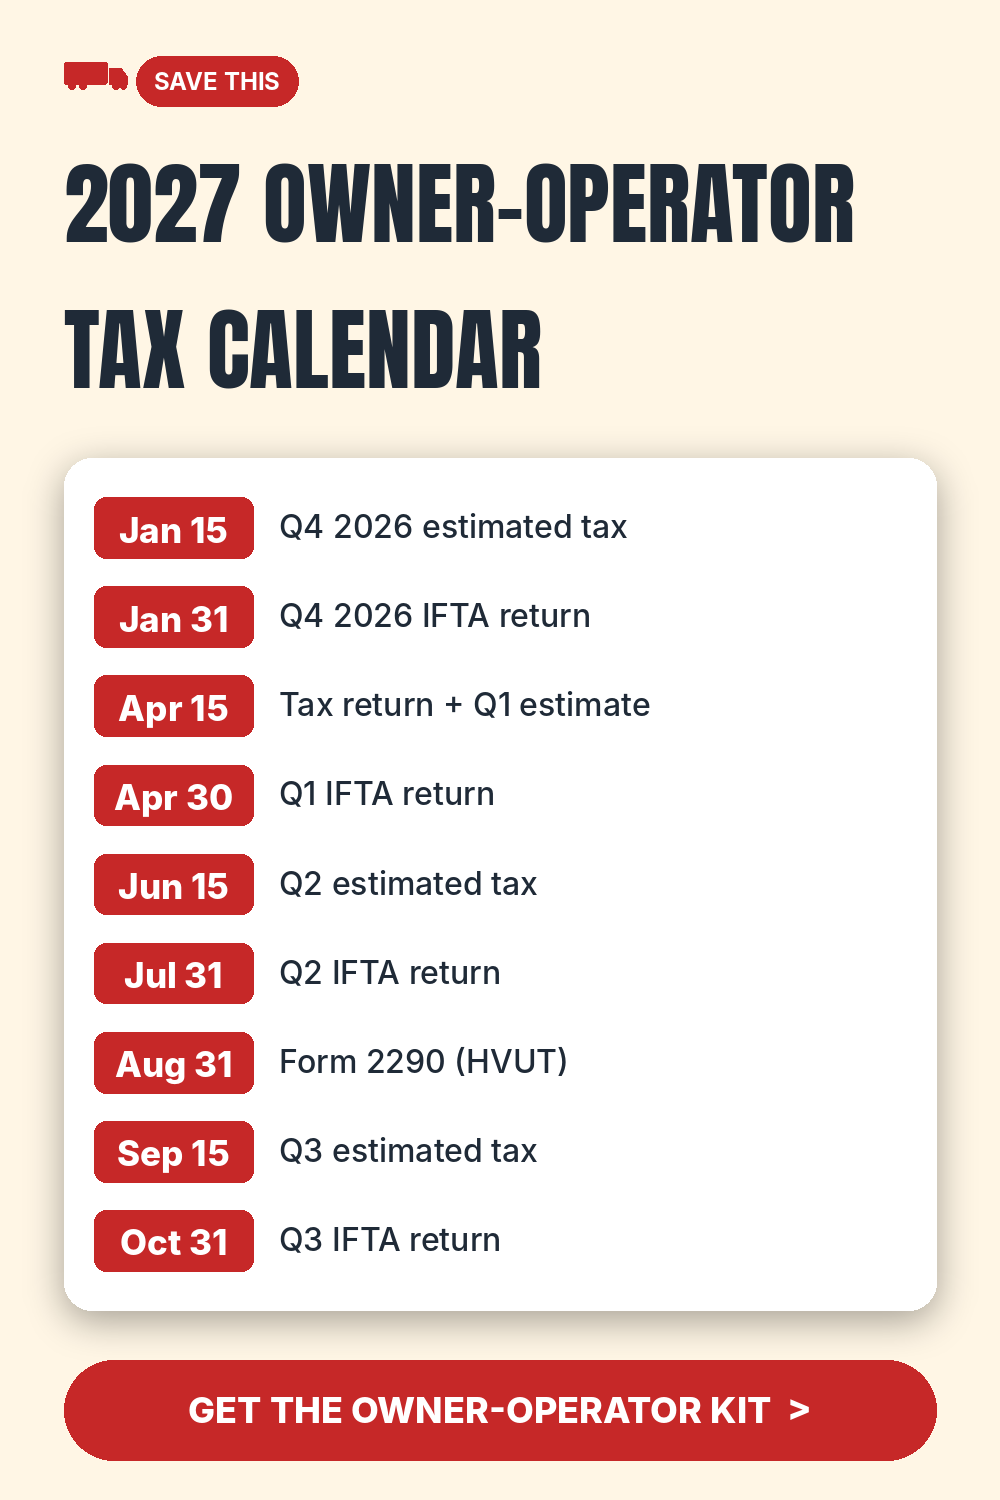 SAVE THIS
2027 OWNER-OPERATOR
TAX CALENDAR
Jan 15 Q4 2026 estimated tax
Jan 31 Q4 2026 IFTA return
Apr 15 Tax return + Q1 estimate
Apr 30 Q1 IFTA return
Jun 15 Q2 estimated tax
Jul 31 Q2 IFTA return
Aug 31 Form 2290 (HVUT)
Sep 15 Q3 estimated tax
Oct 31 Q3 IFTA return
GET THE OWNER-OPERATOR KIT >